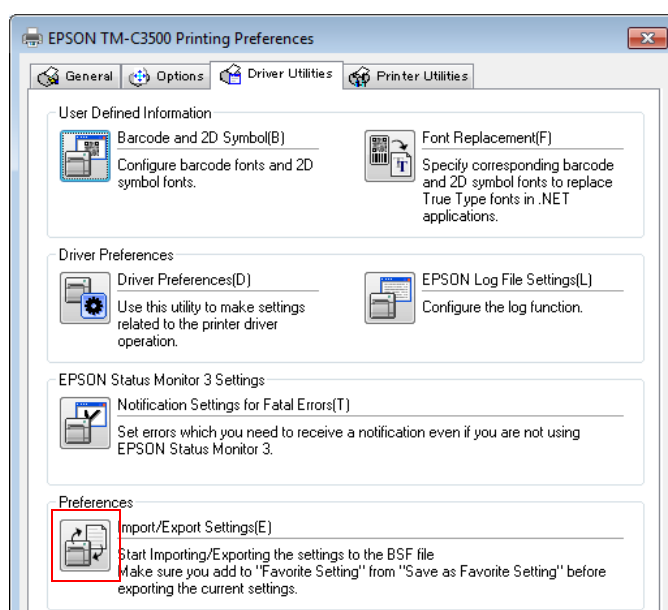 EPSON TM-C3500 Printing Preferences
General Options Driver Utilities Printer Utilities
User Defined Information
Barcode and 2D Symbol(B)
Configure barcode fonts and 2D
symbol fonts.
Font Replacement(F)
Specify corresponding barcode
and 2D symbol fonts to replace
True Type fonts in .NET
applications.
Driver Preferences
Driver Preferences(D)
Use this utility to make settings
related to the printer driver
operation.
EPSON Log File Settings(L)
Configure the log function.
EPSON Status Monitor 3 Settings
Notification Settings for Fatal Errors(T)
Set errors which you need to receive a notification even if you are not using
EPSON Status Monitor 3.
Preferences
Import/Export Settings(E)
Start Importing/Exporting the settings to the BSF file
Make sure you add to "Favorite Setting" from "Save as Favorite Setting" before
exporting the current settings.